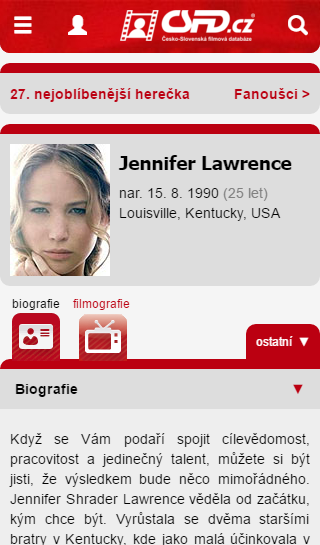 ČSFD.cz
Česko-Slovenská filmová databáze
27. nejoblíbenější herečka Fanoušci >
Jennifer Lawrence
nar. 15. 8. 1990 (25 let)
Louisville, Kentucky, USA
biografie filmografie
ostatní ▼
Biografie ▼
Když se Vám podaří spojit cílevědomost,
pracovitost a jedinečný talent, můžete si být
jisti, že výsledkem bude něco mimořádného.
Jennifer Shrader Lawrence věděla od začátku,
kým chce být. Vyrůstala se dvěma staršími
bratry v Kentucky, kde jako malá účinkovala v